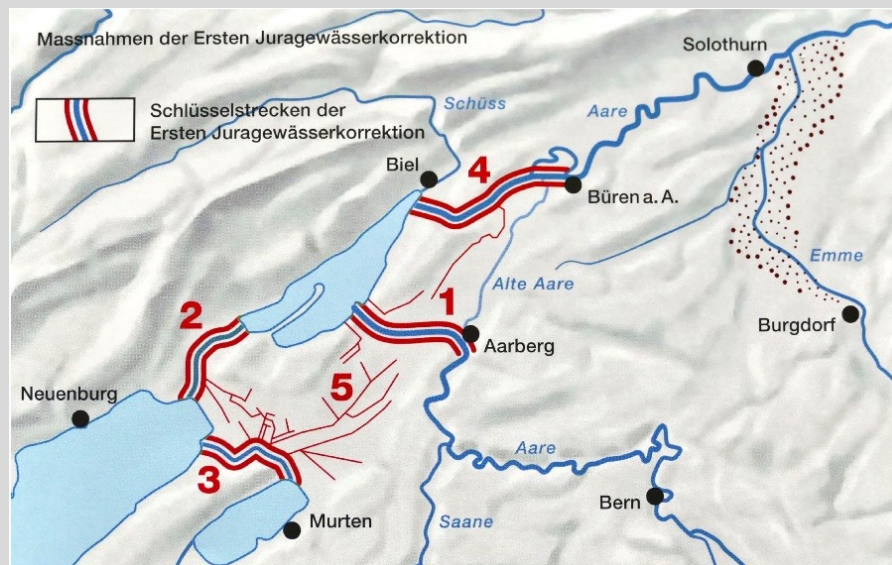 Massnahmen der Ersten Juragewässerkorrektion
Solothurn
Schlüsselstrecken der
Ersten Juragewässerkorrektion
Schüss
Aare
Biel
4
Büren a. A.
Alte Aare
Emme
2
1
Burgdorf
Aarberg
5
Neuenburg
Aare
3
Bern
Murten
Saane